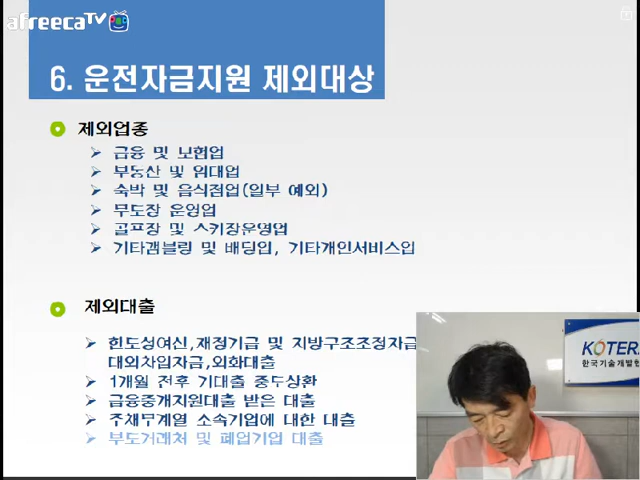 afreecaTV
6. 운전자금지원 제외대상
제외업종
금융 및 보험업
부동산 및 임대업
숙박 및 음식점업(일부 예외)
무도장 운영업
골프장 및 스키장운영업
기타갬블링 및 배딩업, 기타개인서비스업
제외대출
한도성여신,재정기금 및 지방구조조정자금
대외차입자금,외화대출
1개월 전후 기대출 중도상환
금융중개지원대출 받은 대출
주채무계열 소속기업에 대한 대출
부도거래처 및 폐업기업 대출
KOTER
한국기술개발